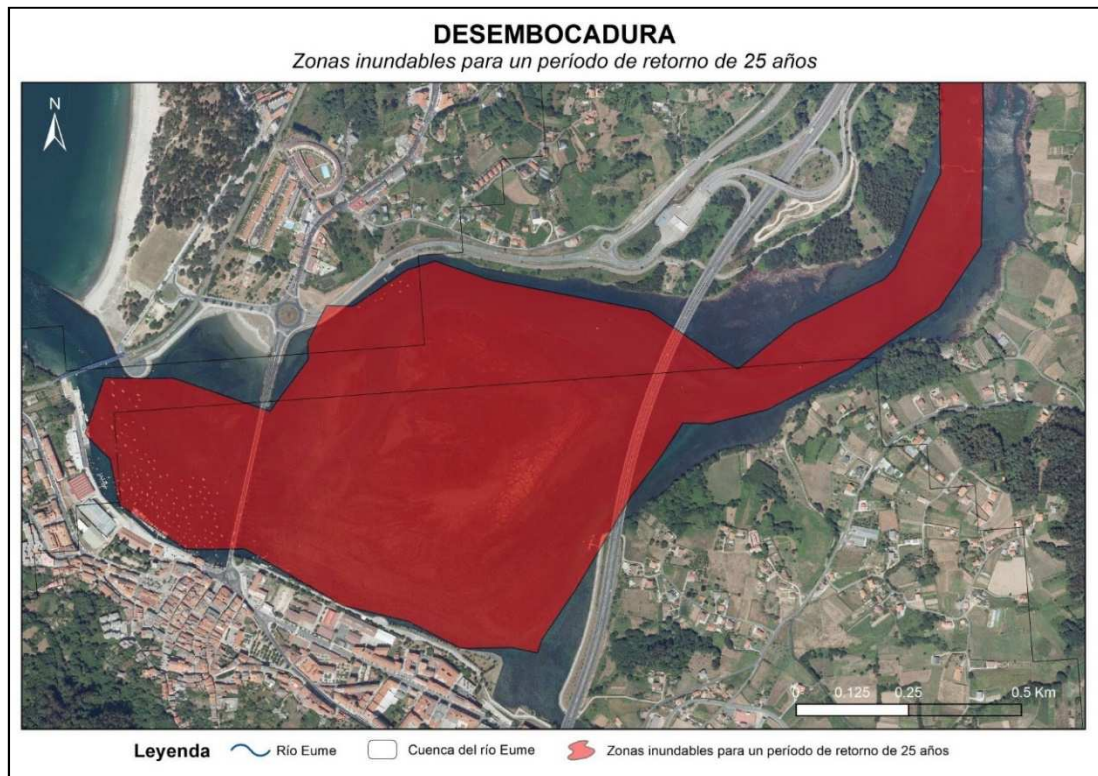 DESEMBOCADURA
Zonas inundables para un período de retorno de 25 años
N
0 0.125 0.25 0.5 Km
Leyenda Río Eume Cuenca del río Eume Zonas inundables para un período de retorno de 25 años